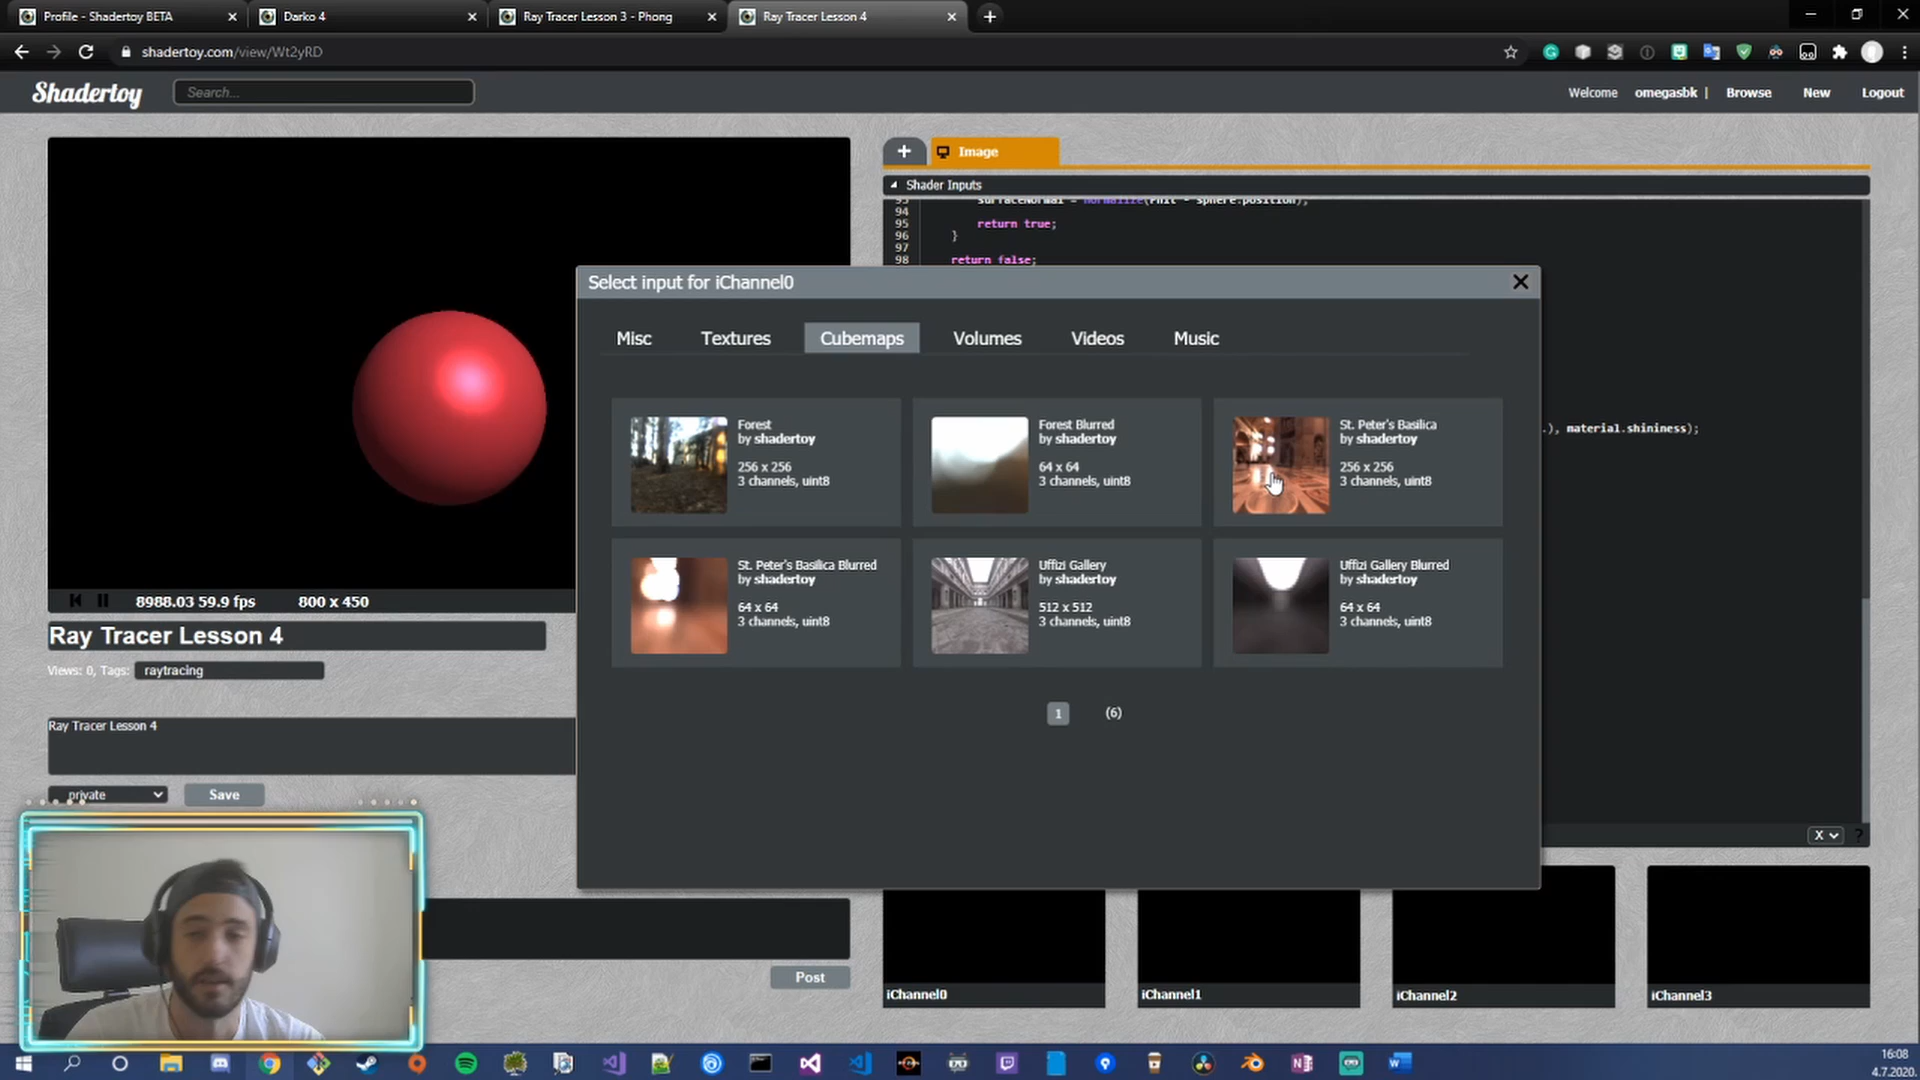 Profile - Shadertoy BETA
Darko 4
Ray Tracer Lesson 3 - Phong
Ray Tracer Lesson 4
shadertoy.com/view/Wt2yRD
Shadertoy
Search...
Welcome omegasbk | Browse New Logout
Image
Shader Inputs
93 surfaceNormal = normalize(Phit - sphere.position);
94
95 return true;
96 }
97
98 return false;
.), material.shininess);
Select input for iChannel0
Misc Textures Cubemaps Volumes Videos Music
Forest
by shadertoy
256 x 256
3 channels, uint8
Forest Blurred
by shadertoy
64 x 64
3 channels, uint8
St. Peter's Basilica
by shadertoy
256 x 256
3 channels, uint8
St. Peter's Basilica Blurred
by shadertoy
64 x 64
3 channels, uint8
Uffizi Gallery
by shadertoy
512 x 512
3 channels, uint8
Uffizi Gallery Blurred
by shadertoy
64 x 64
3 channels, uint8
1 (6)
8988.03 59.9 fps 800 x 450
Ray Tracer Lesson 4
Views: 0, Tags: raytracing
Ray Tracer Lesson 4
private Save
Post
X ?
iChannel0 iChannel1 iChannel2 iChannel3
16:08
4.7.2020.